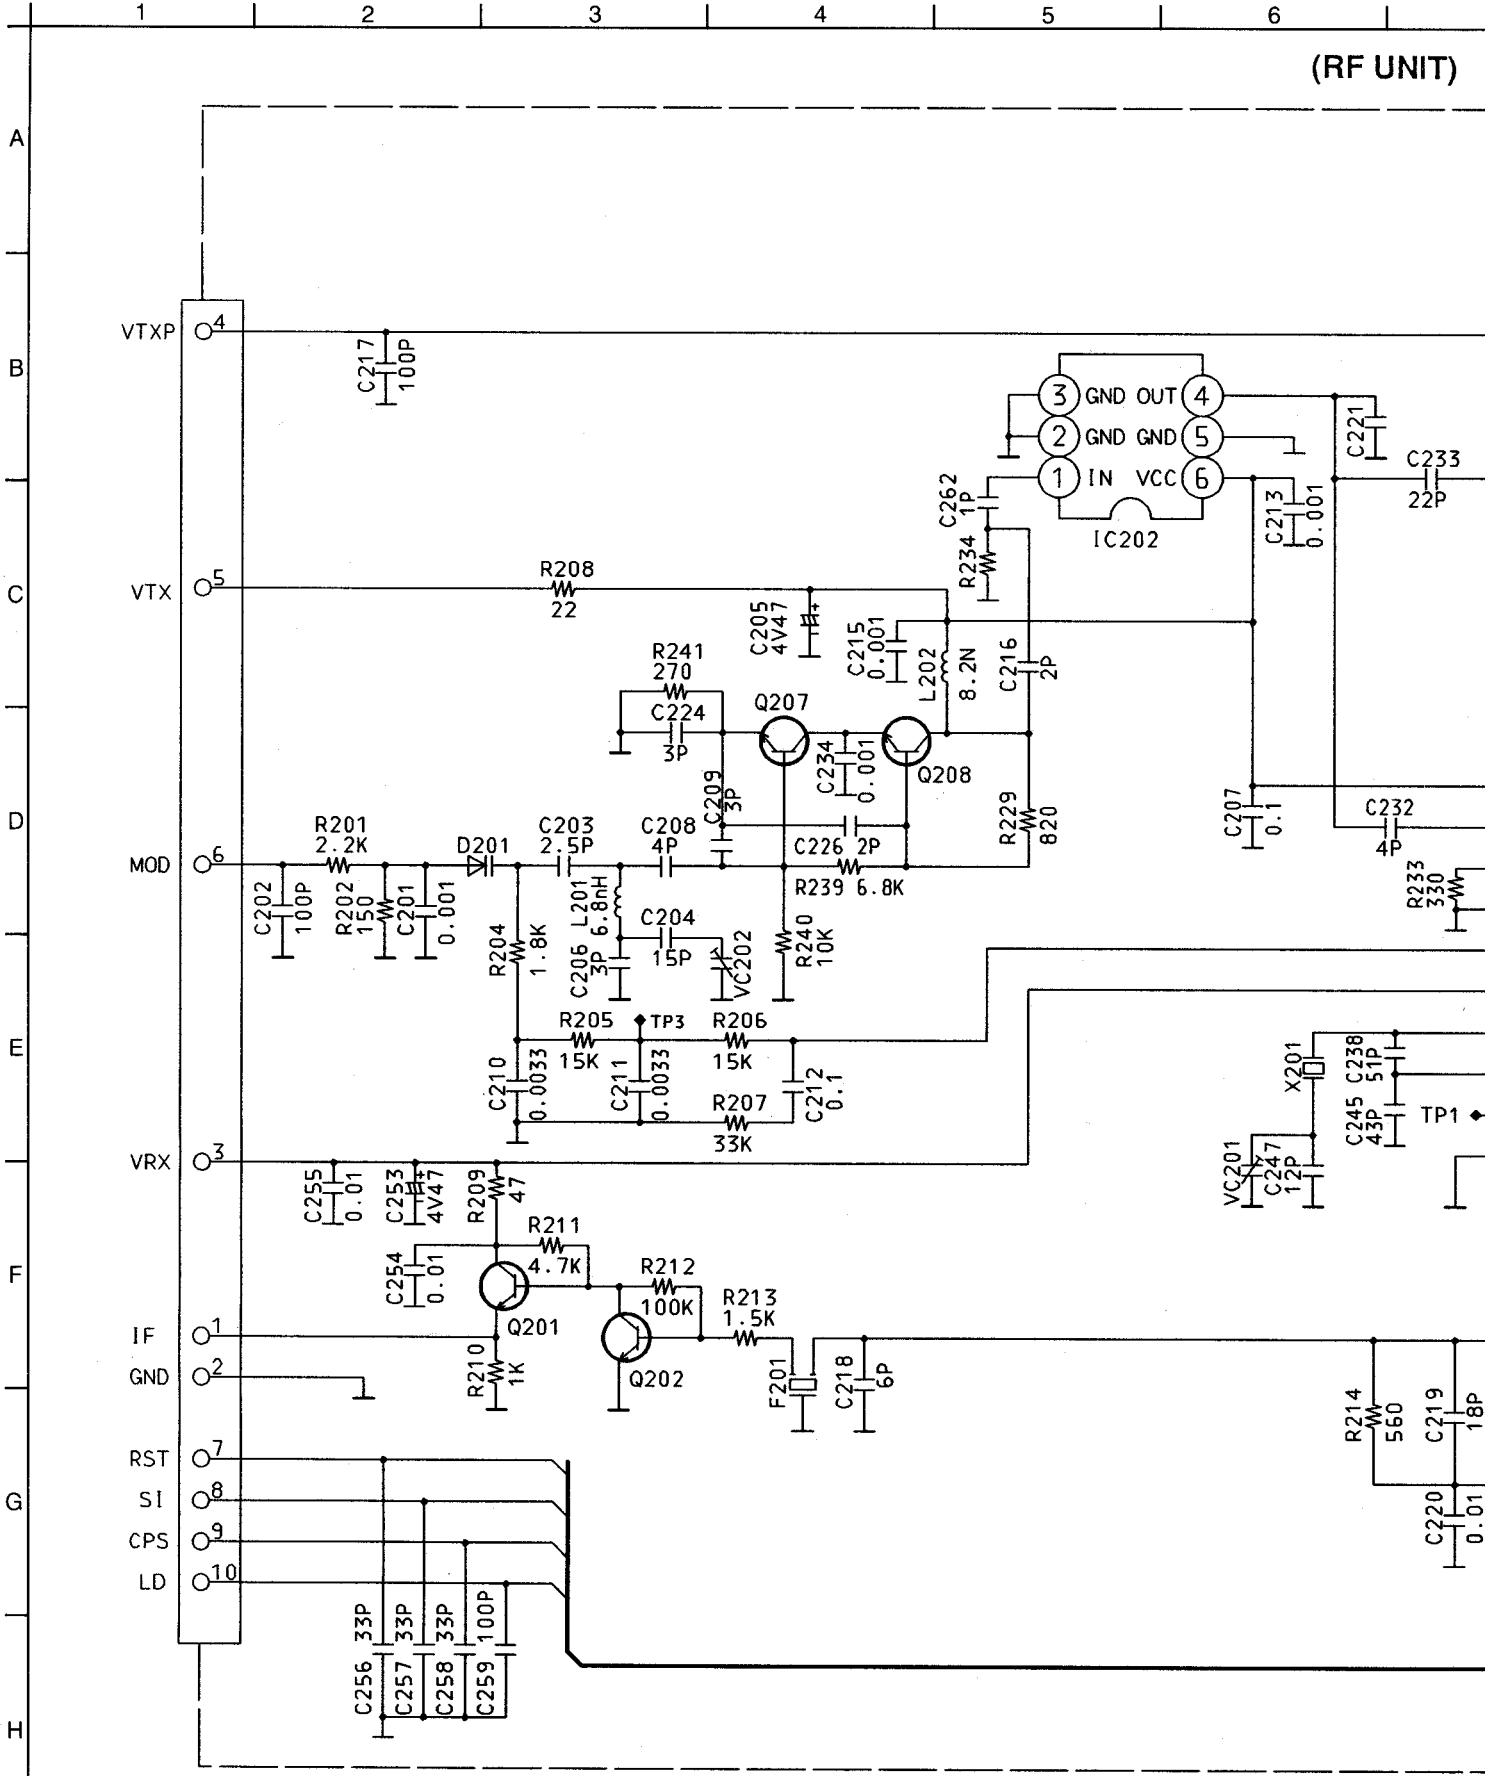 1 2 3 4 5 6
(RF UNIT)
A
VTXP 4
B
C217
100P
3 GND OUT 4
2 GND GND 5
1 IN VCC 6
IC202
C221
C233
22P
C262
1P
C213
0.001
R234
C
VTX 5
R208
22
C205
4V47
+
C215
0.001
L202
8.2N
C216
2P
R241
270
C224
3P
Q207
C234
0.001
Q208
C209
3P
R229
820
C207
0.1
C232
4P
D
R201
2.2K
D201
C203
2.5P
C208
4P
C226 2P
MOD 6
R239 6.8K
R233
330
C202
100P
R202
150
C201
0.001
R204
1.8K
L201
6.8nH
C204
15P
C206
3P
VC202
R240
10K
E
R205
15K
TP3
R206
15K
C210
0.0033
C211
0.0033
R207
33K
C212
0.1
X201
C238
51P
C245
43P
TP1
VC201
C247
12P
VRX 3
C255
0.01
C253
4V47
+
R209
47
F
C254
0.01
R211
4.7K
R212
100K
R213
1.5K
Q201
IF 1
Q202
R210
1K
GND 2
F201
C218
6P
R214
560
C219
18P
G
RST 7
SI 8
CPS 9
LD 10
C220
0.01
C256 33P
C257 33P
C258 33P
C259 100P
H